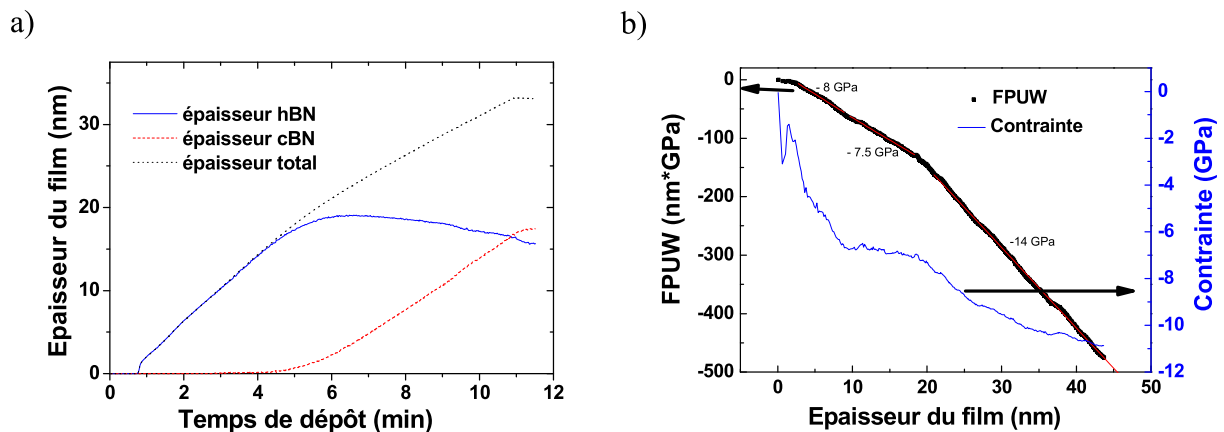 a)
Epaisseur du film (nm)
30
20
10
0
épaisseur hBN
épaisseur cBN
épaisseur total
0 2 4 6 8 10 12
Temps de dépôt (min)
b)
FPUW (nm*GPa)
0
-100
-200
-300
-400
-500
- 8 GPa
- 7.5 GPa
-14 GPa
FPUW
Contrainte
0
-2
-4
-6
-8
-10
-12
Contrainte (GPa)
0 10 20 30 40 50
Epaisseur du film (nm)